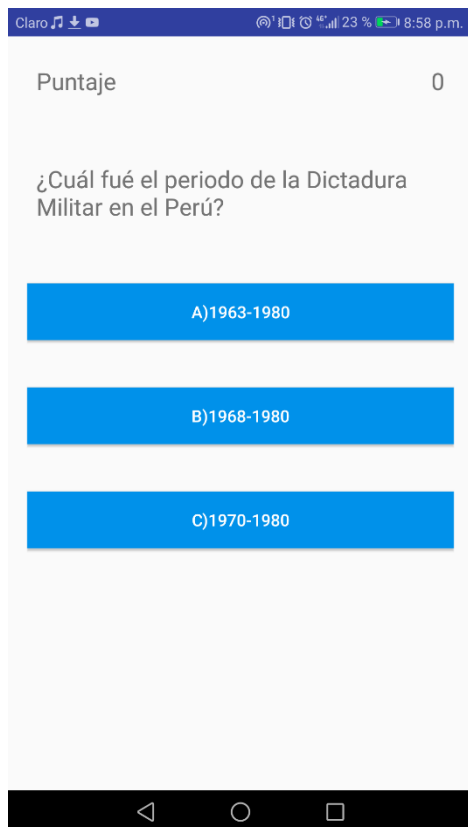 Claro 23 % 8:58 p.m.
Puntaje 0
¿Cuál fué el periodo de la Dictadura
Militar en el Perú?
A)1963-1980
B)1968-1980
C)1970-1980